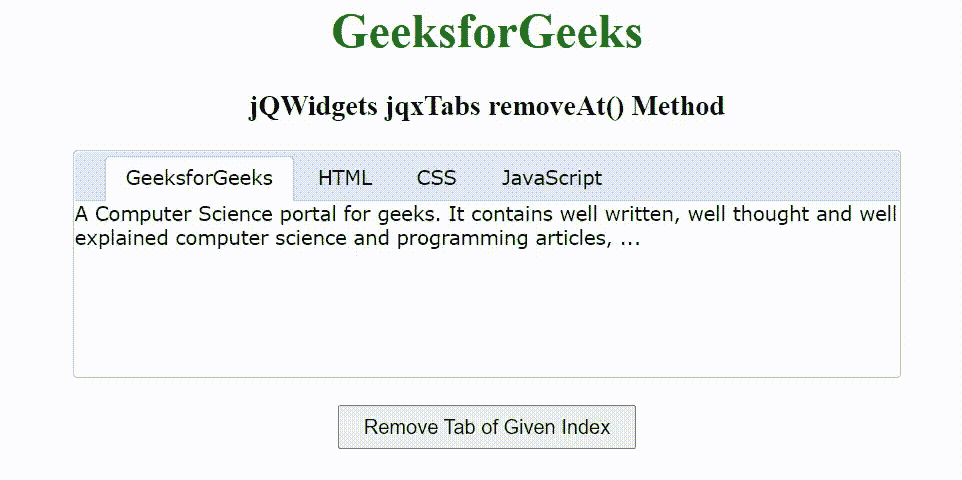 GeeksforGeeks
jQWidgets jqxTabs removeAt() Method
GeeksforGeeks HTML CSS JavaScript
A Computer Science portal for geeks. It contains well written, well thought and well
explained computer science and programming articles, ...
Remove Tab of Given Index